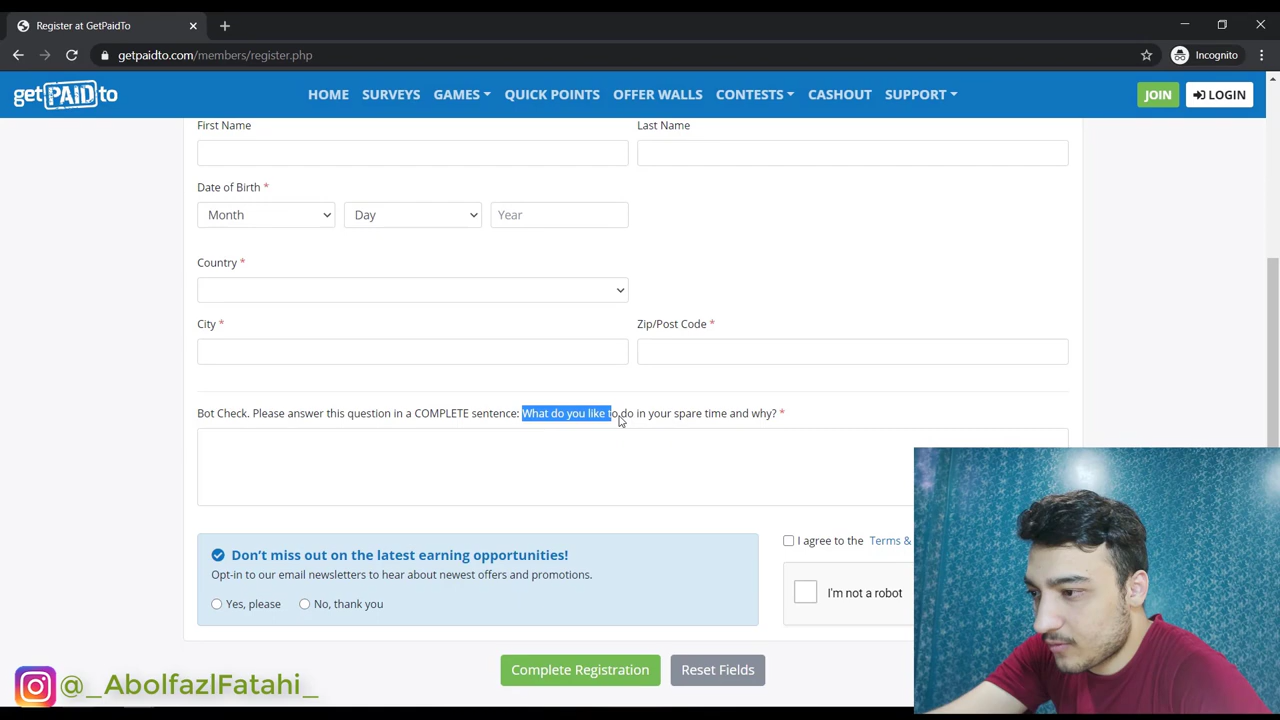 Register at GetPaidTo
getpaidto.com/members/register.php
Incognito
get PAID to
HOME SURVEYS GAMES QUICK POINTS OFFER WALLS CONTESTS CASHOUT SUPPORT JOIN LOGIN
First Name Last Name
Date of Birth *
Month Day Year
Country *
City * Zip/Post Code *
Bot Check. Please answer this question in a COMPLETE sentence: What do you like to do in your spare time and why? *
Don't miss out on the latest earning opportunities!
Opt-in to our email newsletters to hear about newest offers and promotions.
Yes, please No, thank you
I agree to the Terms &
I'm not a robot
Complete Registration Reset Fields
@_AbolfazlFatahi_